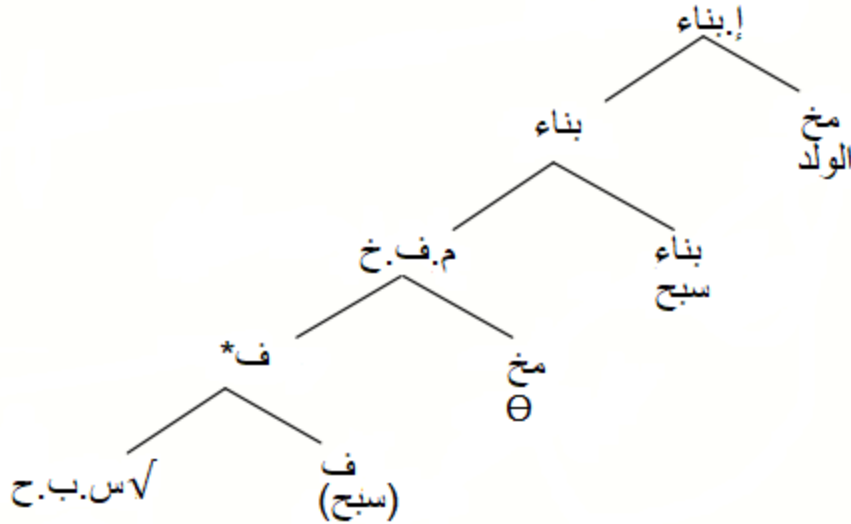 إ.بناء
مخ
الولد
بناء
بناء
سبح
م.ف.خ
مخ
Ɵ
ف*
ف
(سبح)
√س.ب.ح